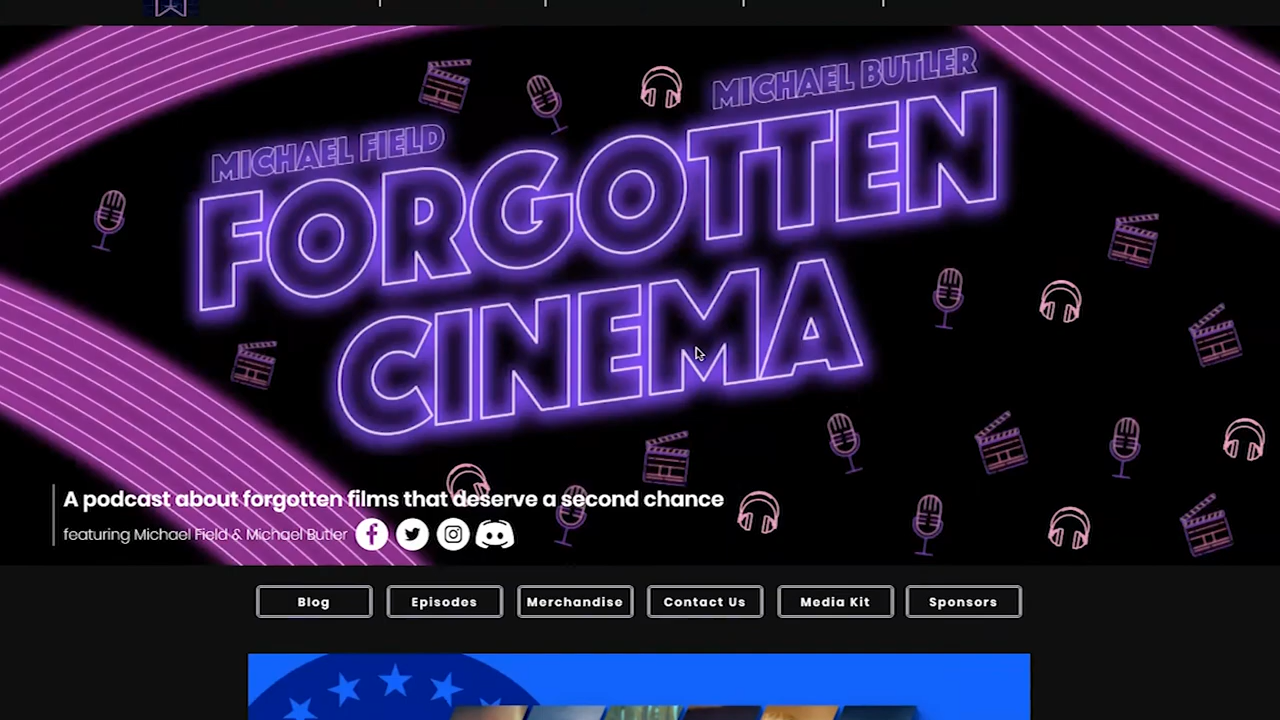 MICHAEL FIELD
MICHAEL BUTLER
FORGOTTEN
CINEMA
A podcast about forgotten films that deserve a second chance
featuring Michael Field & Michael Butler
Blog
Episodes
Merchandise
Contact Us
Media Kit
Sponsors